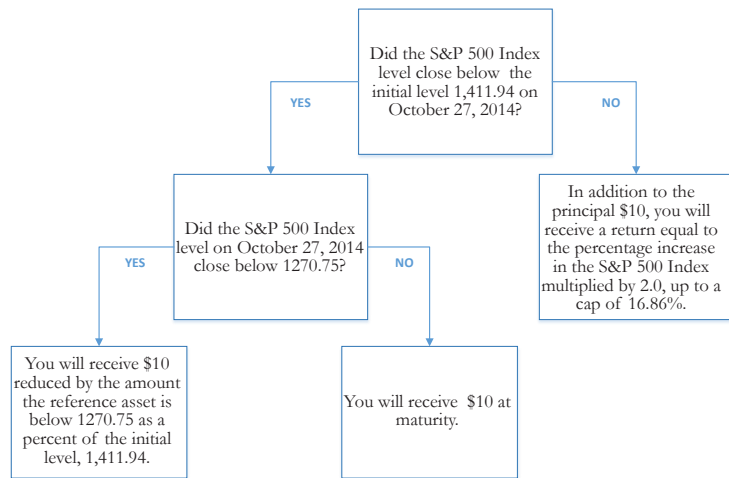 Did the S&P 500 Index
level close below the
initial level 1,411.94 on
October 27, 2014?
YES
NO
Did the S&P 500 Index
level on October 27, 2014
close below 1270.75?
In addition to the
principal $10, you will
receive a return equal to
the percentage increase
in the S&P 500 Index
multiplied by 2.0, up to a
cap of 16.86%.
YES
NO
You will receive $10
reduced by the amount
the reference asset is
below 1270.75 as a
percent of the initial
level, 1,411.94.
You will receive $10 at
maturity.